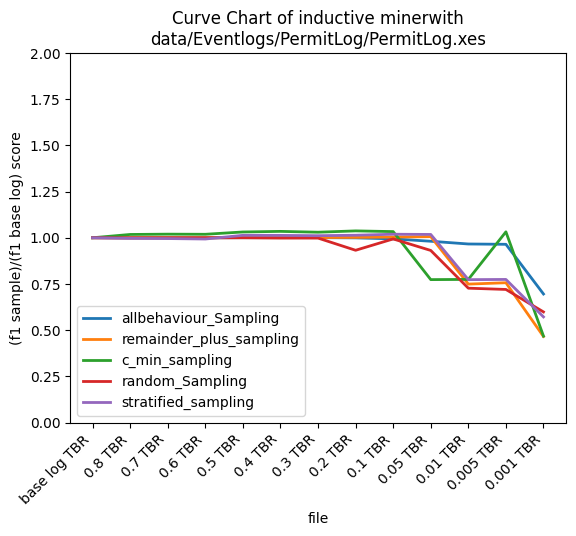 Curve Chart of inductive minerwith
data/Eventlogs/PermitLog/PermitLog.xes
(f1 sample)/(f1 base log) score
2.00
1.75
1.50
1.25
1.00
0.75
0.50
0.25
0.00
allbehaviour_Sampling
remainder_plus_sampling
c_min_sampling
random_Sampling
stratified_sampling
base log TBR
0.8 TBR
0.7 TBR
0.6 TBR
0.5 TBR
0.4 TBR
0.3 TBR
0.2 TBR
0.1 TBR
0.05 TBR
0.01 TBR
0.005 TBR
0.001 TBR
file